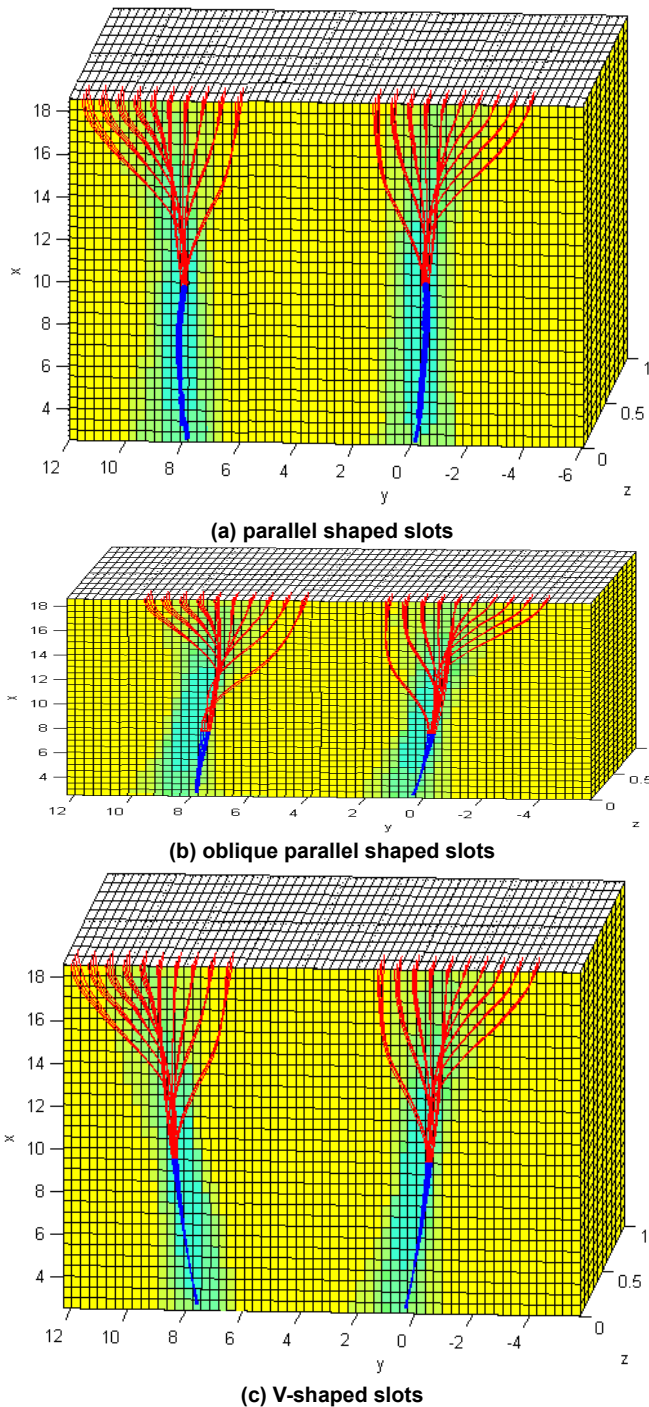 18
16
14
12
10
8
6
4
x
12 10 8 6 4 2 0 -2 -4 -6
y
0 0.5 1
z
(a) parallel shaped slots
18
16
14
12
10
8
6
4
x
12 10 8 6 4 2 0 -2 -4
y
0 0.5
z
(b) oblique parallel shaped slots
18
16
14
12
10
8
6
4
x
12 10 8 6 4 2 0 -2 -4
y
0 0.5 1
z
(c) V-shaped slots